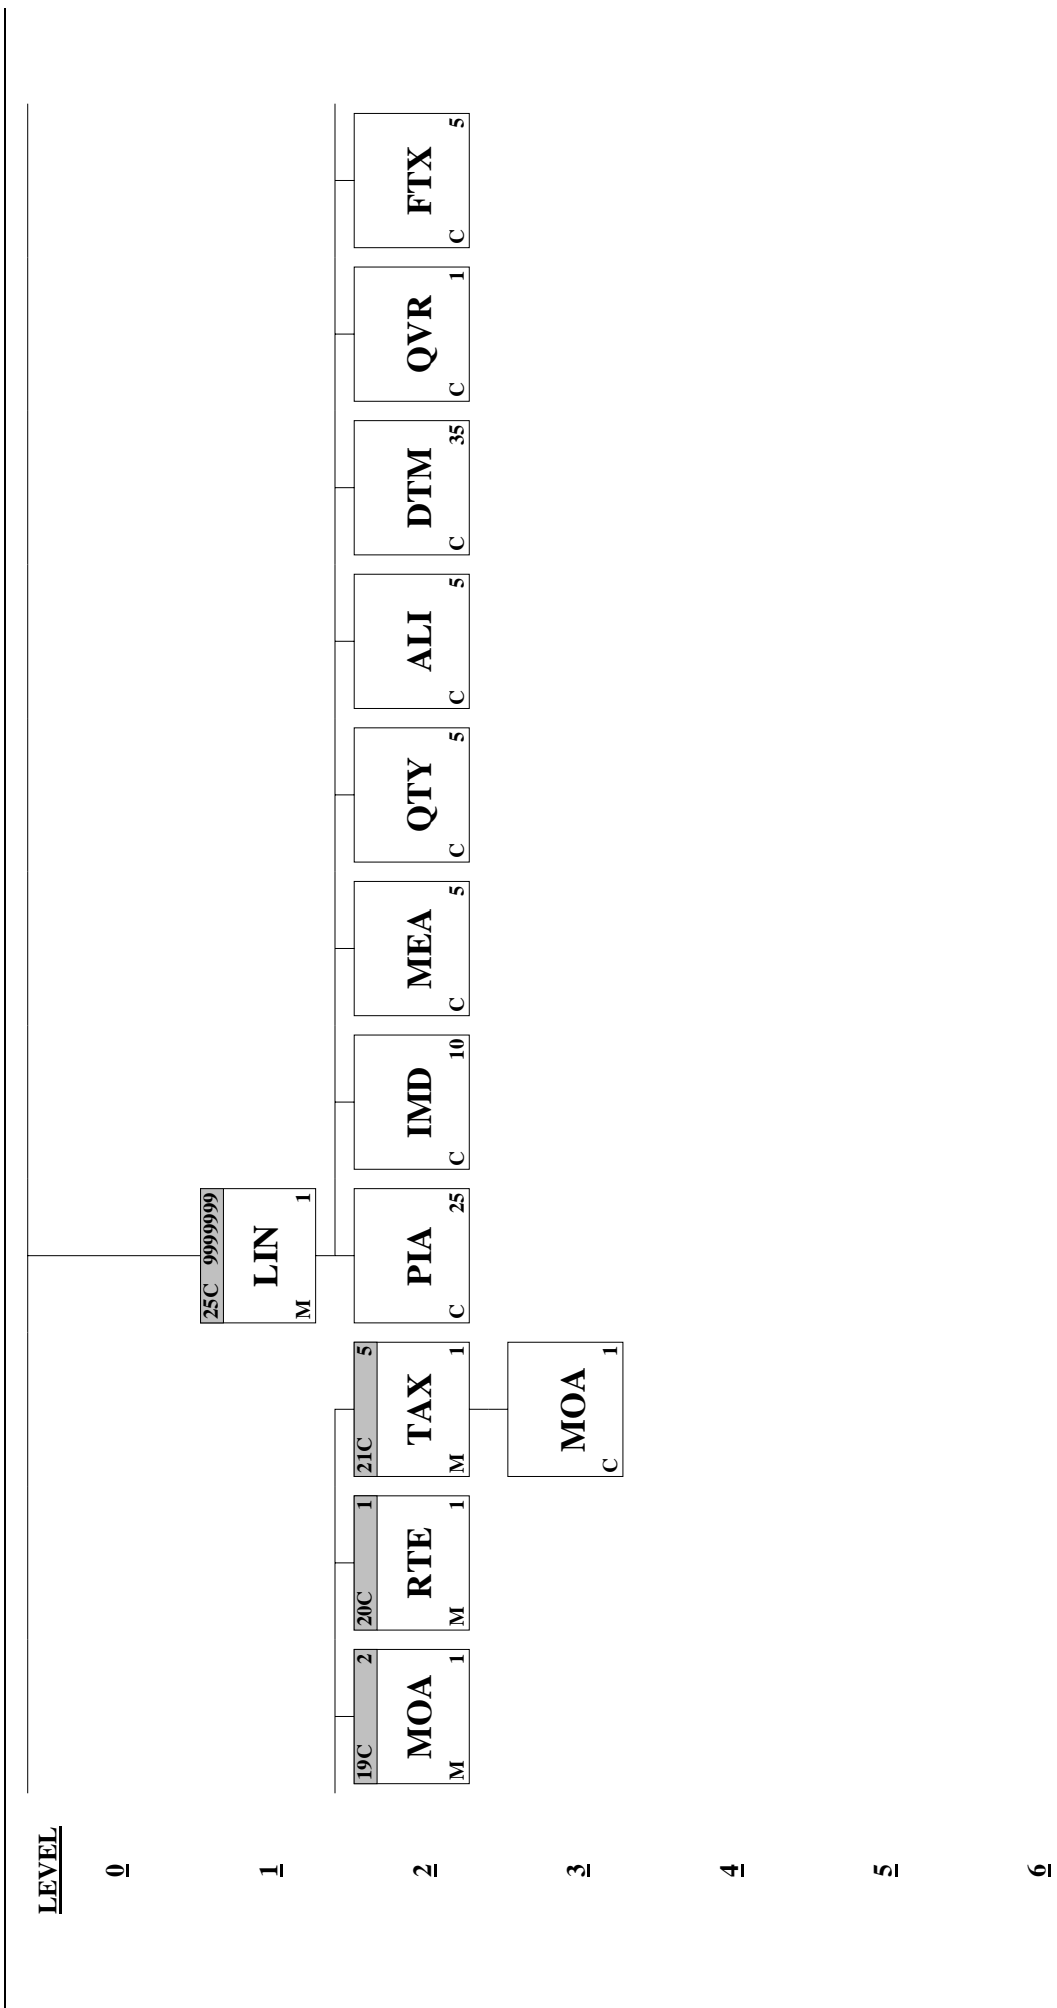 LEVEL
0
25C 9999999
1 LIN
M 1
19C 2 20C 1 21C 5
2 MOA RTE TAX PIA IMD MEA QTY ALI DTM QVR FTX
M 1 M 1 M 1 C 25 C 10 C 5 C 5 C 5 C 35 C 1 C 5
3 MOA
C 1
4
5
6